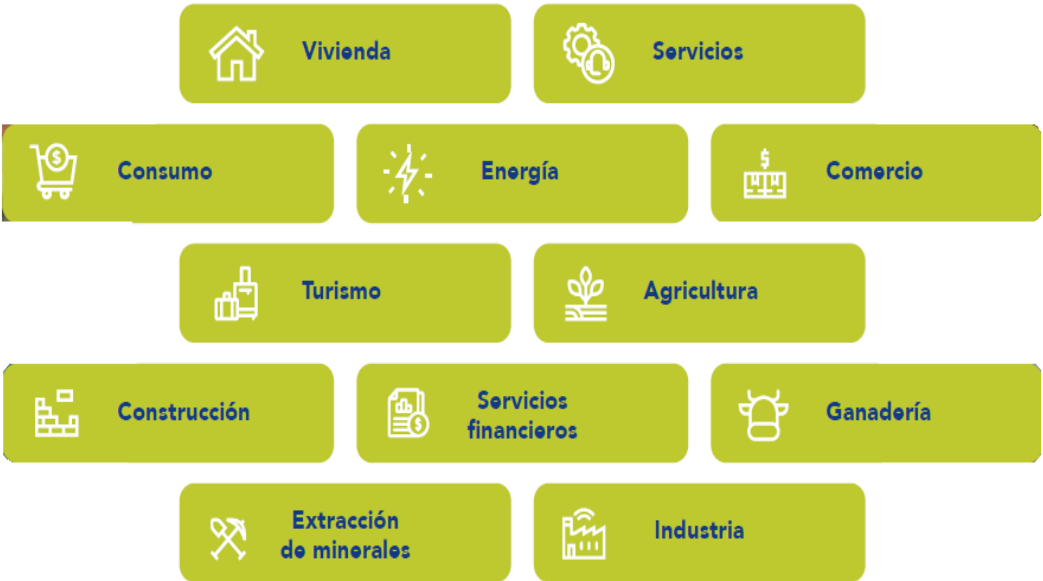 Vivienda
Servicios
Consumo
Energía
Comercio
Turismo
Agricultura
Construcción
Servicios
financieros
Ganadería
Extracción
de minerales
Industria